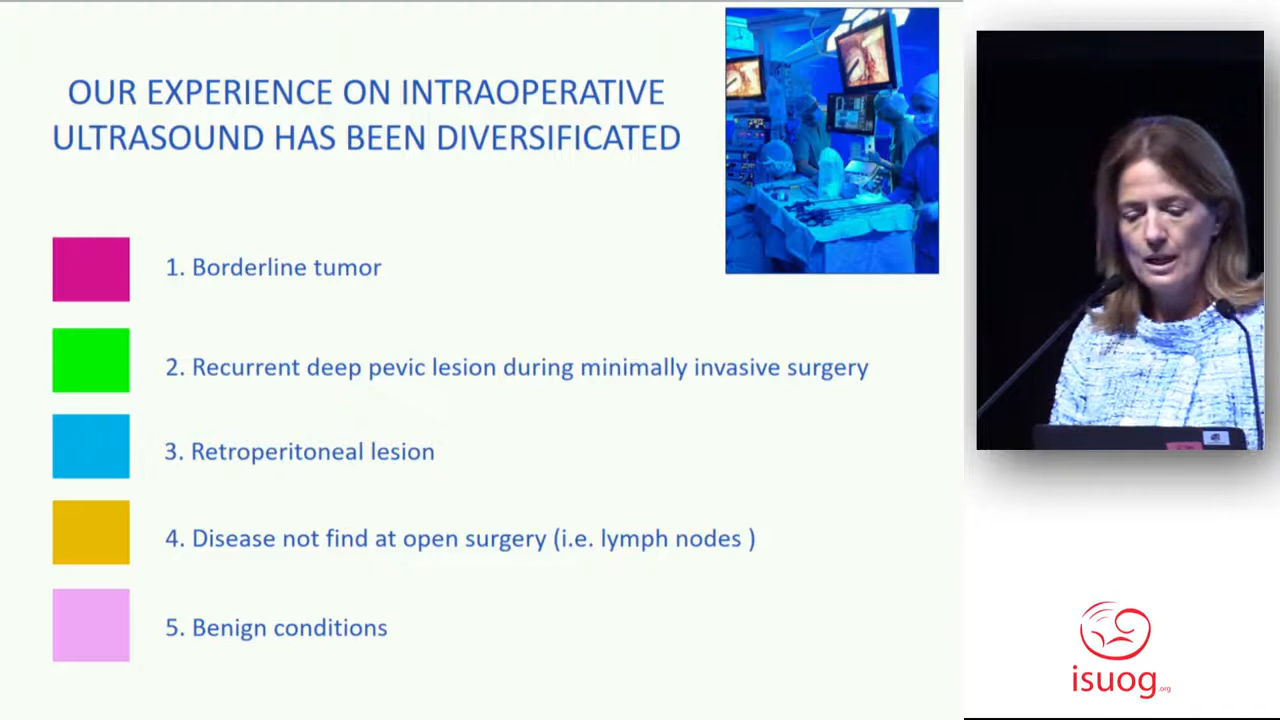 OUR EXPERIENCE ON INTRAOPERATIVE
ULTRASOUND HAS BEEN DIVERSIFICATED
1. Borderline tumor
2. Recurrent deep pevic lesion during minimally invasive surgery
3. Retroperitoneal lesion
4. Disease not find at open surgery (i.e. lymph nodes )
5. Benign conditions
isuog.org